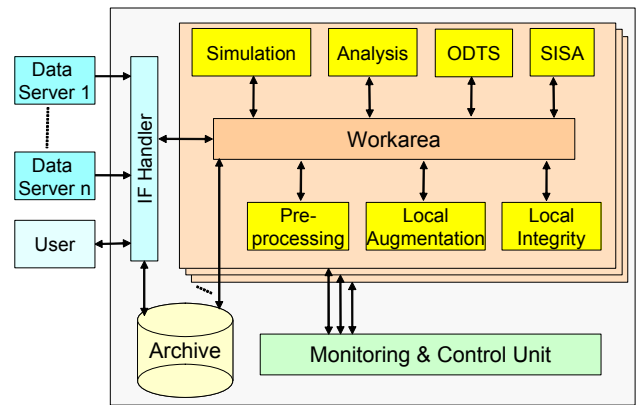 Simulation
Analysis
ODTS
SISA
Data
Server 1
Data
Server n
User
IF Handler
Workarea
Pre-
processing
Local
Augmentation
Local
Integrity
Archive
Monitoring & Control Unit